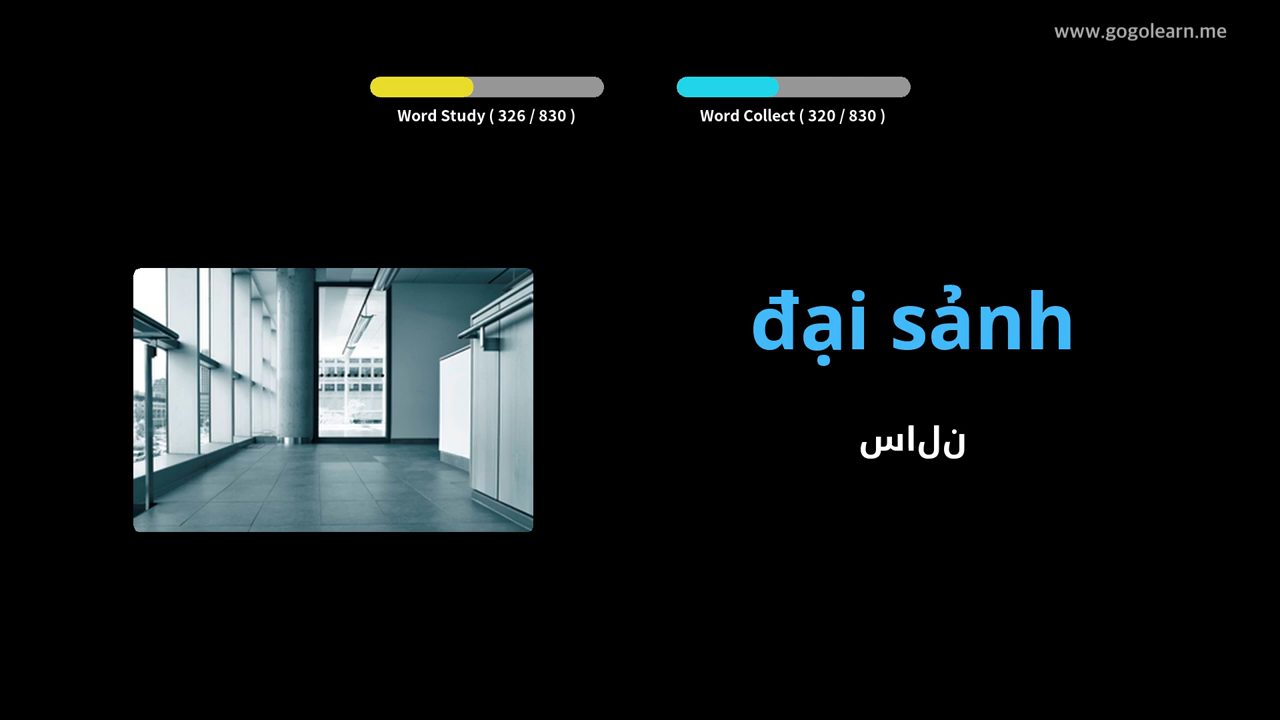 www.gogolearn.me
Word Study ( 326 / 830 )
Word Collect ( 320 / 830 )
đại sảnh
سالن